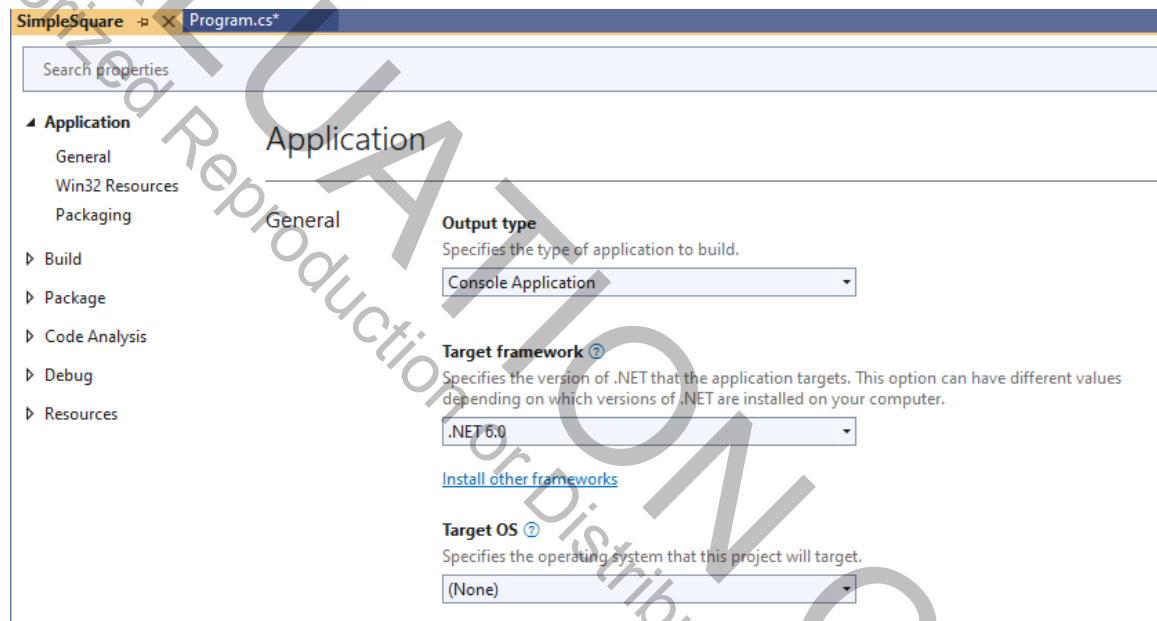 SimpleSquare
Program.cs*
Search properties
Application
General
Win32 Resources
Packaging
Build
Package
Code Analysis
Debug
Resources
Application
General
Output type
Specifies the type of application to build.
Console Application
Target framework
Specifies the version of .NET that the application targets. This option can have different values
depending on which versions of .NET are installed on your computer.
.NET 6.0
Install other frameworks
Target OS
Specifies the operating system that this project will target.
(None)
Reproduction or